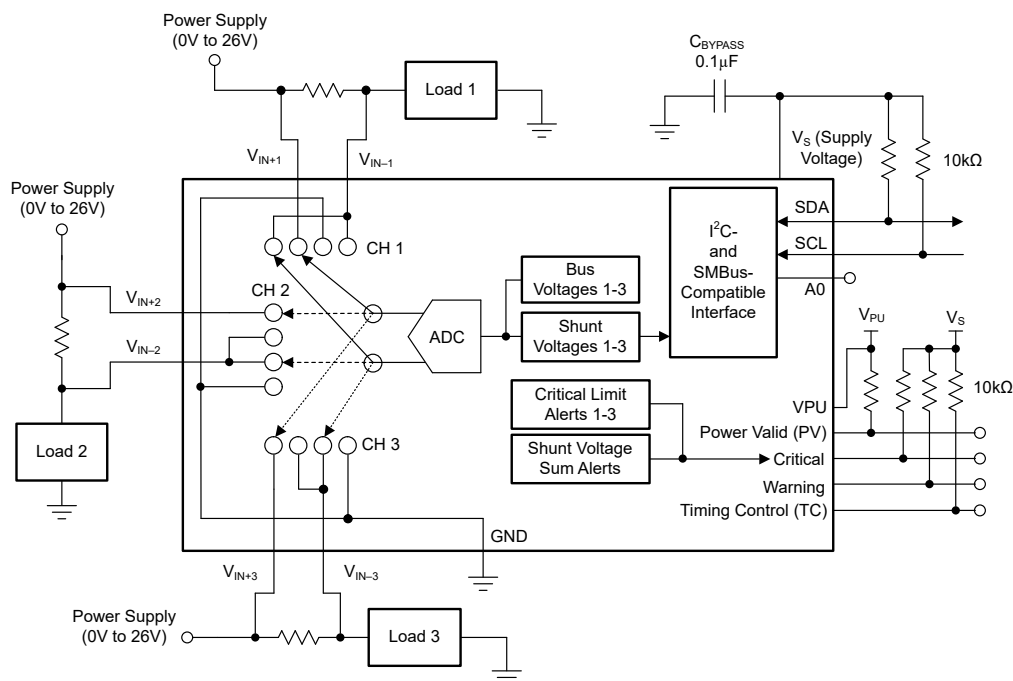 Power Supply
(0V to 26V)
Load 1
C_BYPASS
0.1µF
V_S (Supply
Voltage)
10kΩ
V_IN+1
V_IN–1
Power Supply
(0V to 26V)
CH 1
SDA
SCL
A0
I²C-
and
SMBus-
Compatible
Interface
Bus
Voltages 1-3
V_IN+2
CH 2
ADC
Shunt
Voltages 1-3
V_IN–2
V_PU
V_S
10kΩ
Critical Limit
Alerts 1-3
VPU
Load 2
CH 3
Shunt Voltage
Sum Alerts
Power Valid (PV)
Critical
Warning
Timing Control (TC)
GND
V_IN+3
V_IN–3
Power Supply
(0V to 26V)
Load 3